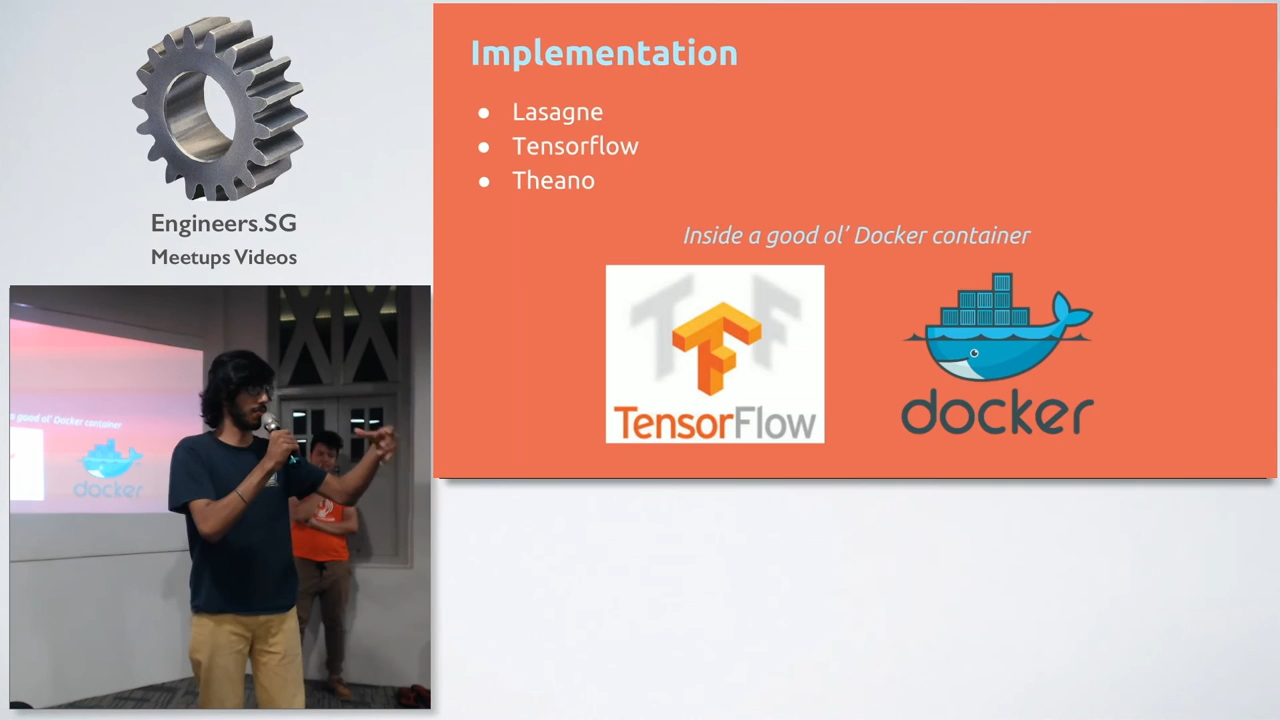 Engineers.SG
Meetups Videos
Implementation
● Lasagne
● Tensorflow
● Theano
Inside a good ol’ Docker container
TF
TensorFlow
docker
a good ol’ Docker container
docker